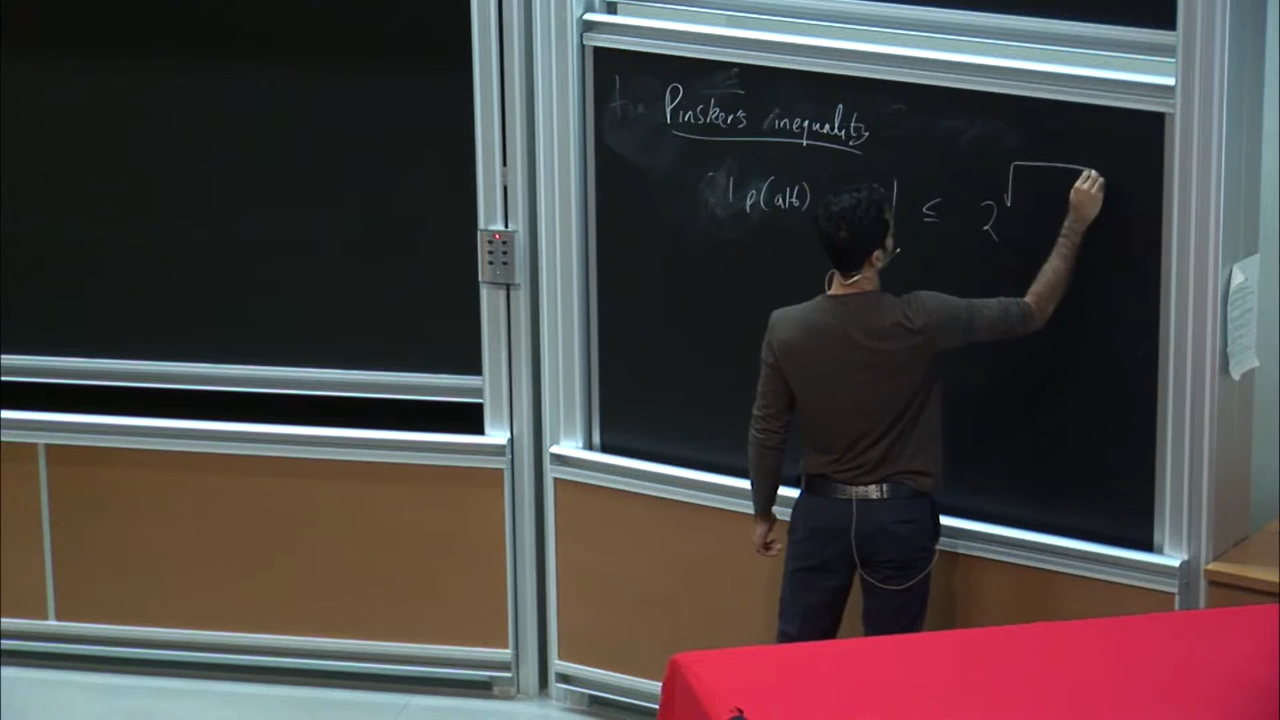 Pinsker's inequality
| p(a|b) | ≤ 2√